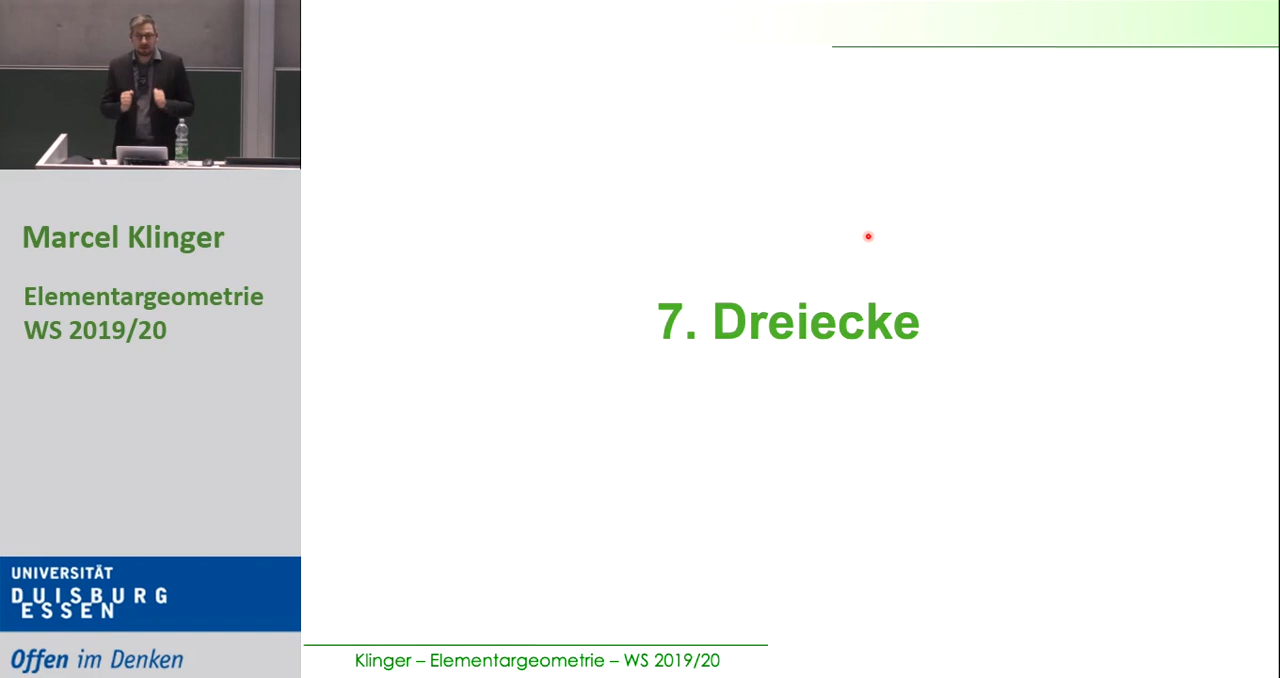 Marcel Klinger
Elementargeometrie
WS 2019/20
UNIVERSITÄT
DUISBURG
ESSEN
Offen im Denken
7. Dreiecke
Klinger – Elementargeometrie – WS 2019/20